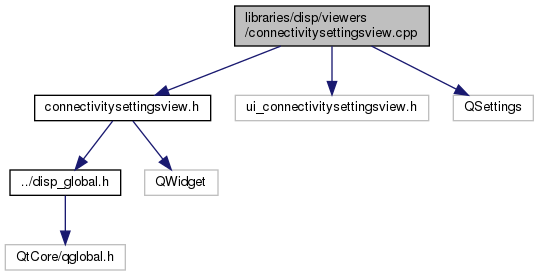 libraries/disp/viewers
/connectivitysettingsview.cpp
connectivitysettingsview.h
ui_connectivitysettingsview.h
QSettings
../disp_global.h
QWidget
QtCore/qglobal.h